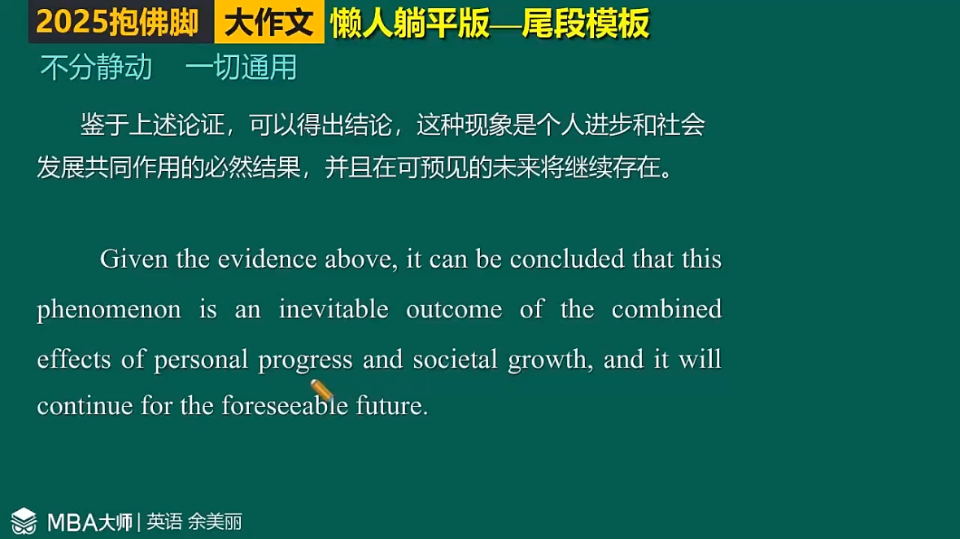 2025抱佛脚 大作文 懒人躺平版—尾段模板
不分静动 一切通用
鉴于上述论证，可以得出结论，这种现象是个人进步和社会
发展共同作用的必然结果，并且在可预见的未来将继续存在。
Given the evidence above, it can be concluded that this
phenomenon is an inevitable outcome of the combined
effects of personal progress and societal growth, and it will
continue for the foreseeable future.
MBA大师 | 英语 余美丽